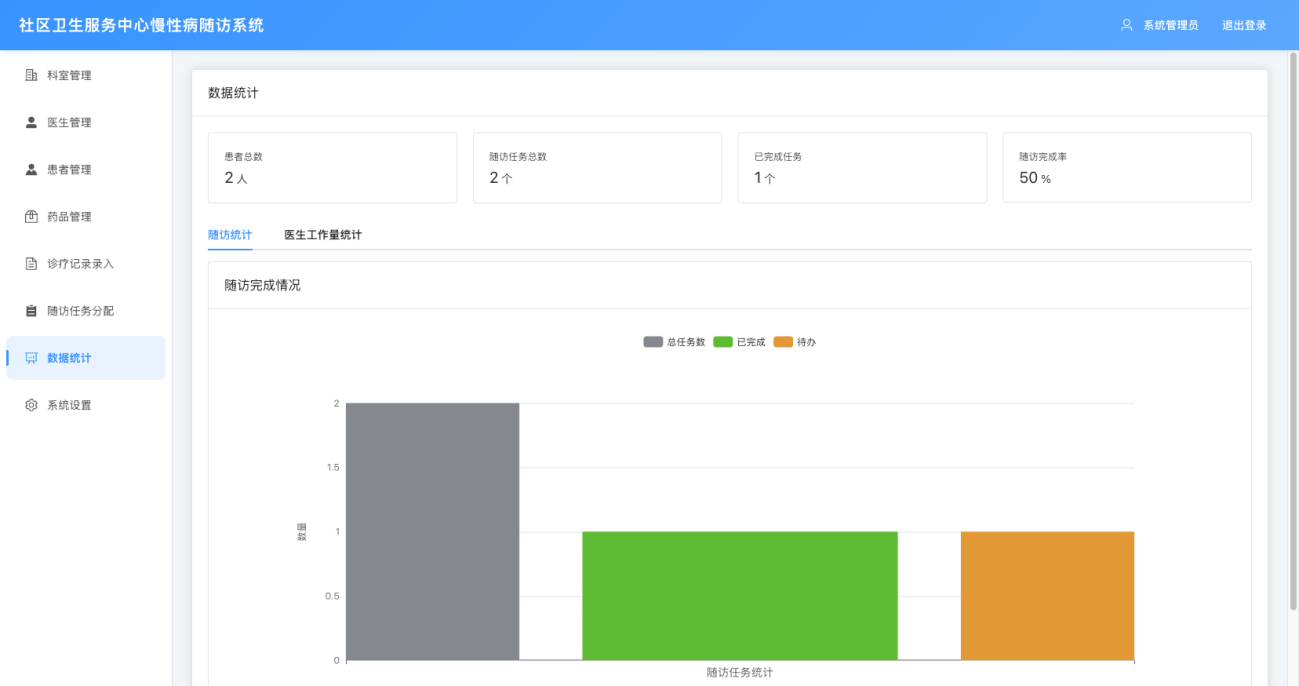 社区卫生服务中心慢性病随访系统
系统管理员 退出登录
科室管理
医生管理
患者管理
药品管理
诊疗记录录入
随访任务分配
数据统计
系统设置
数据统计
患者总数
2 人
随访任务总数
2 个
已完成任务
1 个
随访完成率
50 %
随访统计 医生工作量统计
随访完成情况
总任务数 已完成 待办
数量
2
1.5
1
0.5
0
随访任务统计